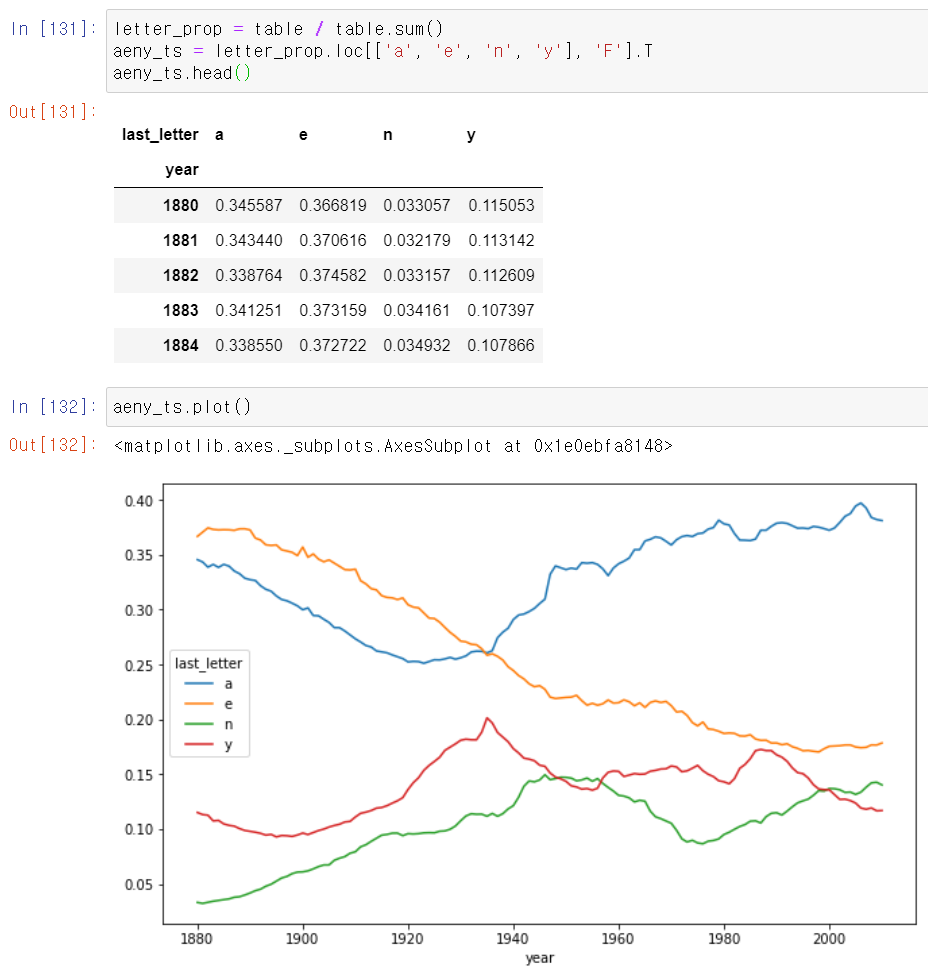 In [131]: letter_prop = table / table.sum()
aeny_ts = letter_prop.loc[['a', 'e', 'n', 'y'], 'F'].T
aeny_ts.head()
Out[131]:
last_letter a e n y
year
1880 0.345587 0.366819 0.033057 0.115053
1881 0.343440 0.370616 0.032179 0.113142
1882 0.338764 0.374582 0.033157 0.112609
1883 0.341251 0.373159 0.034161 0.107397
1884 0.338550 0.372722 0.034932 0.107866
In [132]: aeny_ts.plot()
Out[132]: <matplotlib.axes._subplots.AxesSubplot at 0x1e0ebfa8148>
0.40
0.35
0.30
0.25
0.20
0.15
0.10
0.05
last_letter
a
e
n
y
1880 1900 1920 1940 1960 1980 2000
year